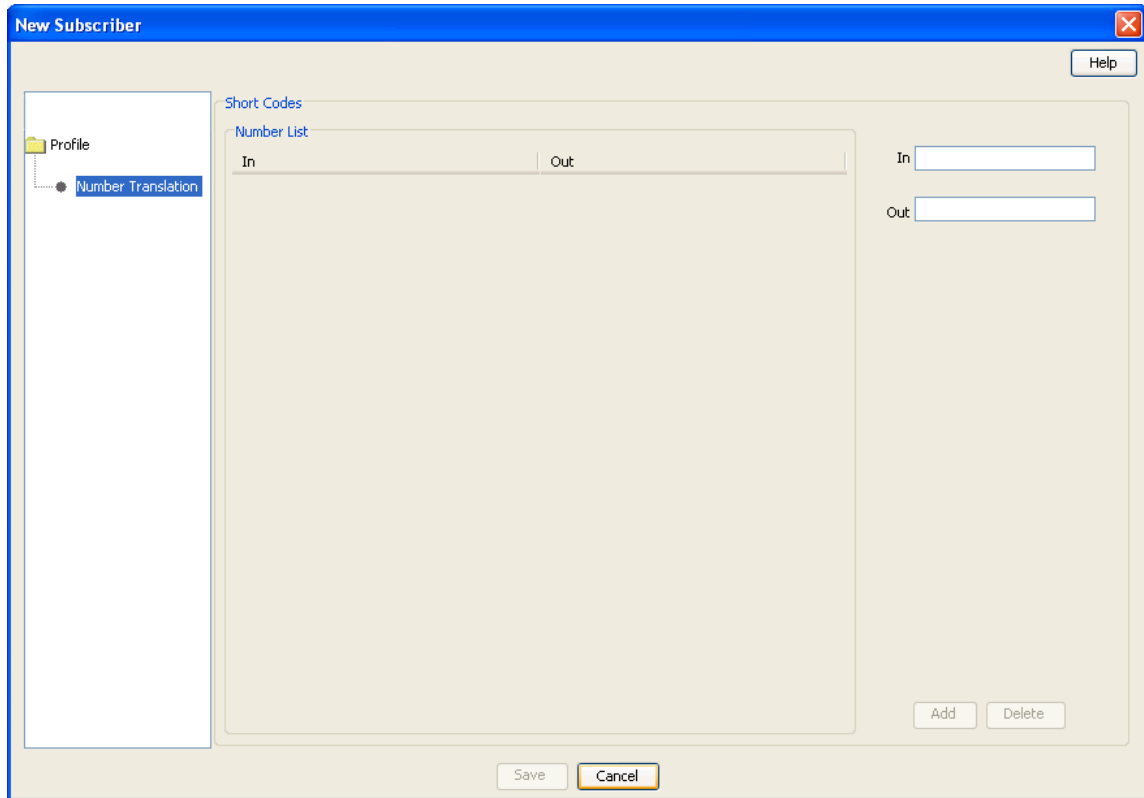 New Subscriber
Help
Profile
Number Translation
Short Codes
Number List
In
Out
In
Out
Add
Delete
Save
Cancel